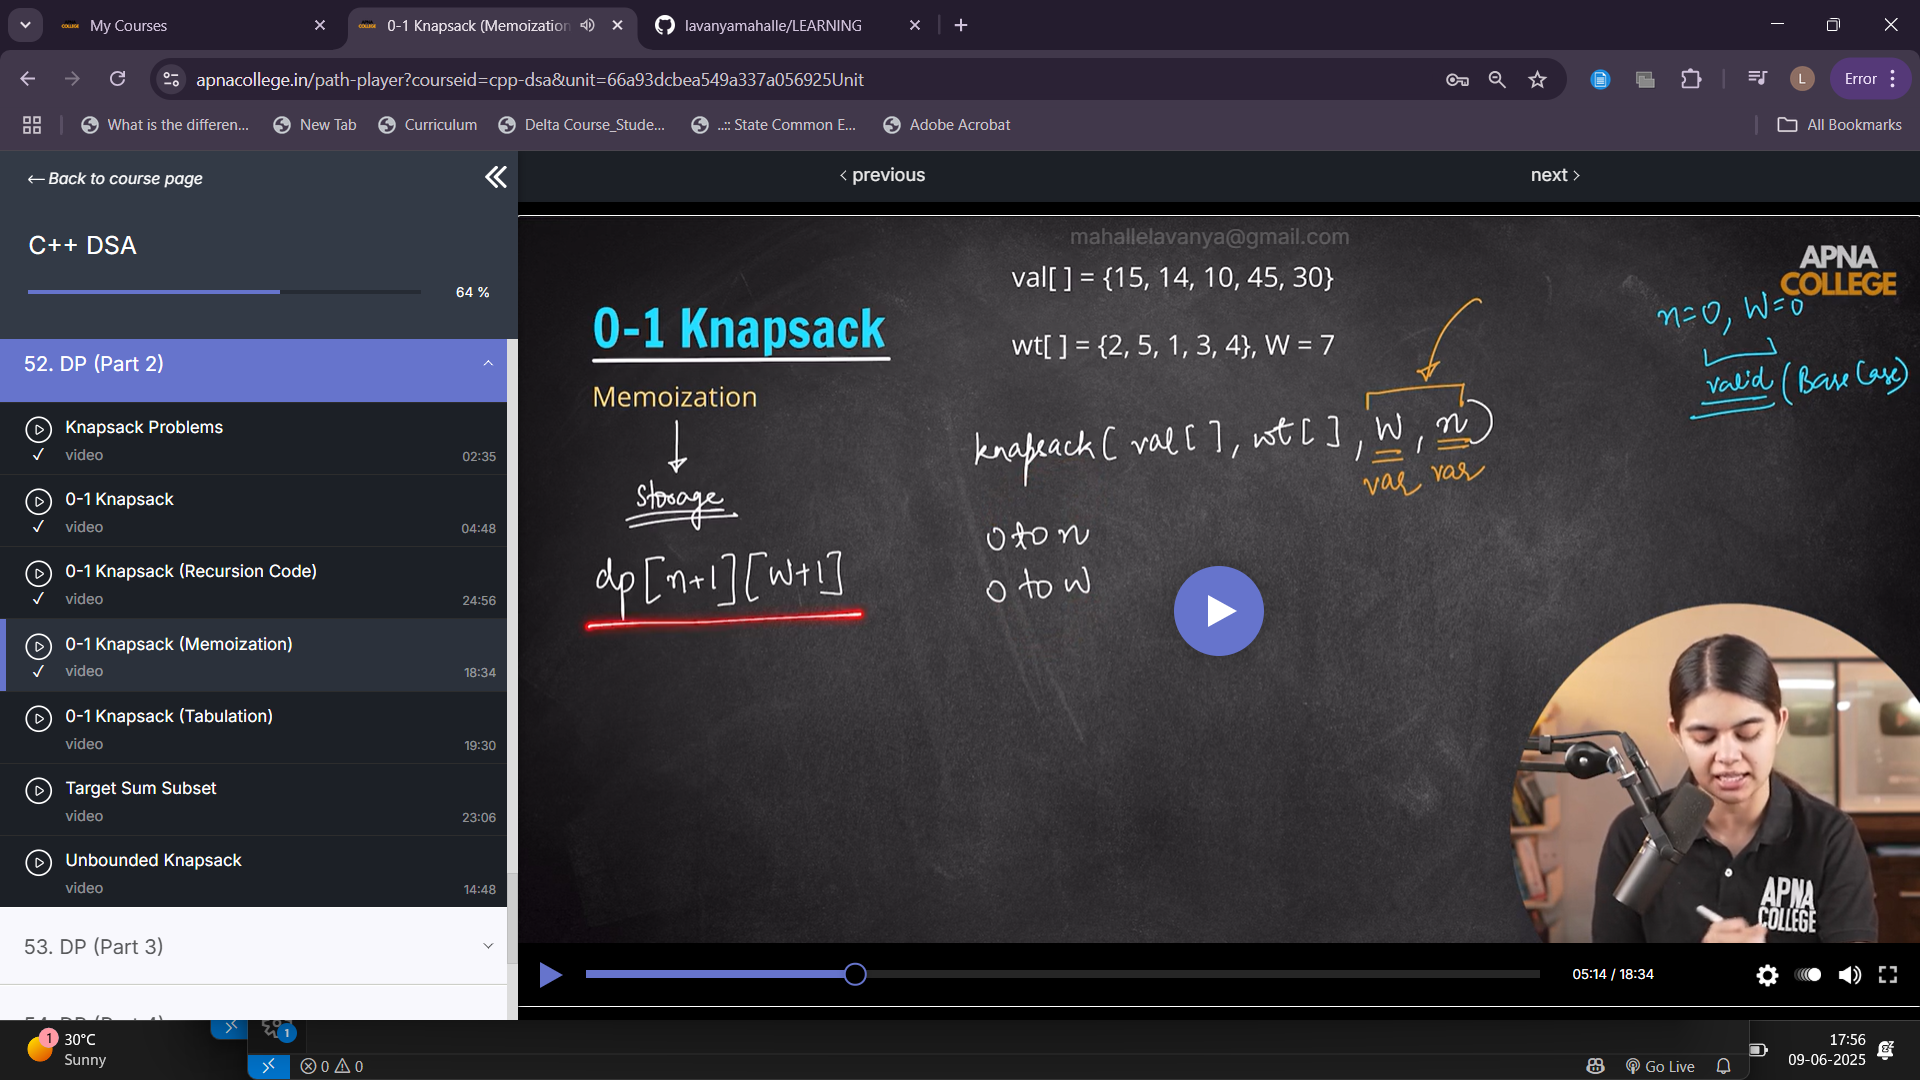 My Courses
0-1 Knapsack (Memoization
lavanyamahalle/LEARNING
apnacollege.in/path-player?courseid=cpp-dsa&unit=66a93dcbea549a337a056925Unit
L
Error
What is the differen...
New Tab
Curriculum
Delta Course_Stude...
..:: State Common E...
Adobe Acrobat
All Bookmarks
Back to course page
previous
next
C++ DSA
64 %
52. DP (Part 2)
Knapsack Problems
video
02:35
0-1 Knapsack
video
04:48
0-1 Knapsack (Recursion Code)
video
24:56
0-1 Knapsack (Memoization)
video
18:34
0-1 Knapsack (Tabulation)
video
19:30
Target Sum Subset
video
23:06
Unbounded Knapsack
video
14:48
53. DP (Part 3)
mahallelavanya@gmail.com
val[ ] = {15, 14, 10, 45, 30}
APNA
COLLEGE
0-1 Knapsack
wt[ ] = {2, 5, 1, 3, 4}, W = 7
n=0, W=0
valid (Base Case)
Memoization
knapsack( val[ ], wt[ ], W, n)
var var
storage
dp[n+1][W+1]
0 to n
0 to W
APNA
COLLEGE
05:14 / 18:34
1
30°C
Sunny
1
0 0
Go Live
17:56
09-06-2025